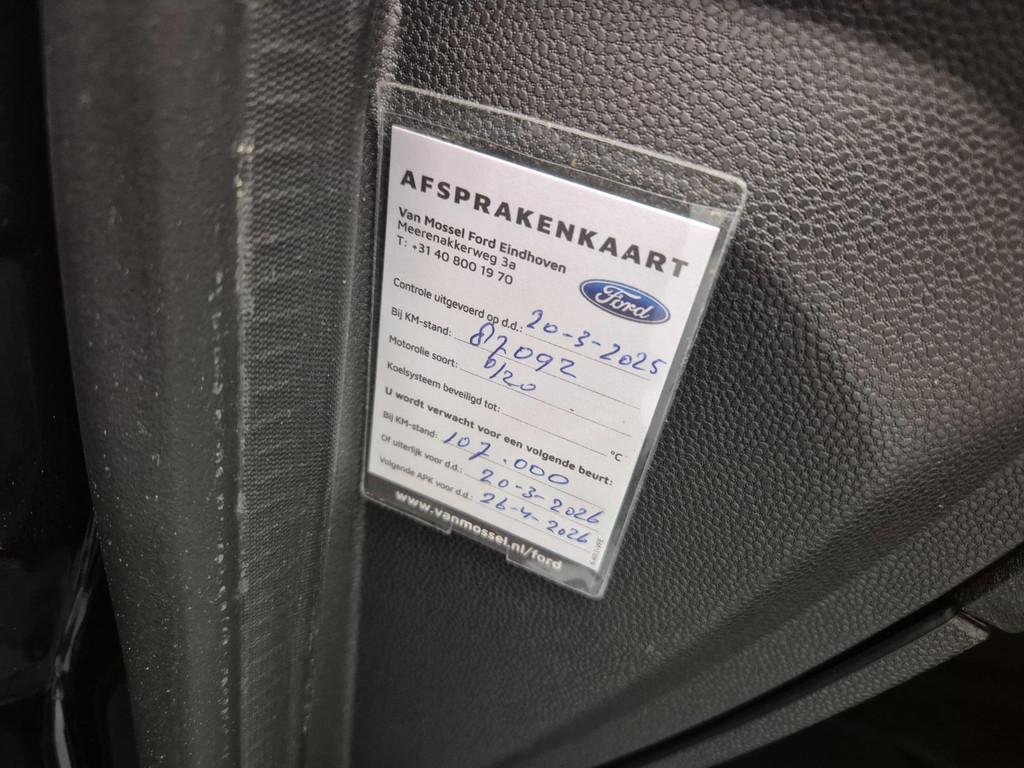 AFSPRAKENKAART
Van Mossel Ford Eindhoven
Meerenakkerweg 3a
T: +31 40 800 19 70
Ford
Controle uitgevoerd op d.d.: 20-3-2025
Bij KM-stand: 87092
Motorolie soort: 0/20
Koelsysteem beveiligd tot: °C
U wordt verwacht voor een volgende beurt:
Bij KM-stand: 107.000
Of uiterlijk voor d.d.: 20-3-2026
Volgende APK voor d.d.: 26-4-2026
www.vanmossel.nl/ford